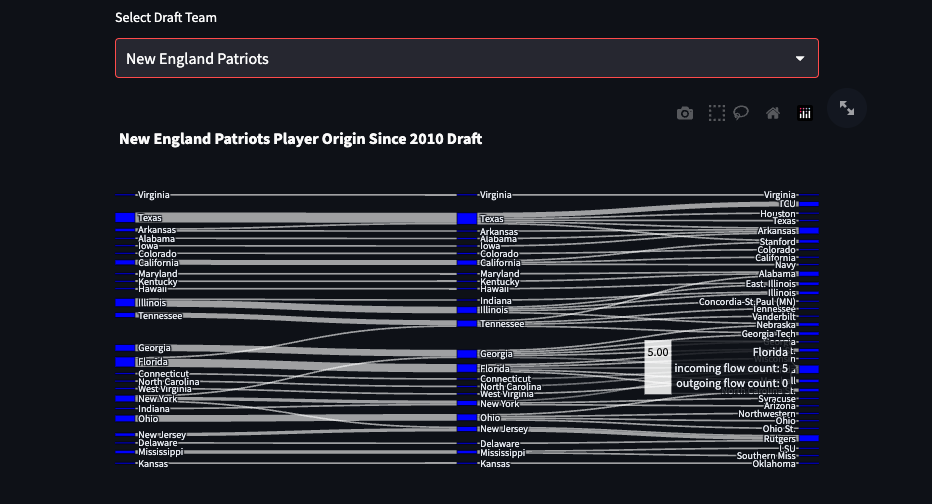 Select Draft Team
New England Patriots
New England Patriots Player Origin Since 2010 Draft
Virginia
Texas
Arkansas
Alabama
Iowa
Colorado
California
Maryland
Kentucky
Hawaii
Illinois
Tennessee
Georgia
Florida
Connecticut
North Carolina
West Virginia
New York
Indiana
Ohio
New Jersey
Delaware
Mississippi
Kansas
Virginia
Texas
Arkansas
Alabama
Iowa
Colorado
California
Maryland
Kentucky
Hawaii
Indiana
Illinois
Tennessee
Georgia
Florida
Connecticut
North Carolina
West Virginia
New York
Ohio
New Jersey
Delaware
Mississippi
Kansas
Virginia
TCU
Houston
Texas
Arkansas
Stanford
Colorado
California
Navy
Alabama
East. Illinois
Illinois
Concordia-St.Paul (MN)
Tennessee
Vanderbilt
Nebraska
Georgia Tech
5.00
Florida
incoming flow count: 5
outgoing flow count: 0
Syracuse
Arizona
Northwestern
Ohio
Ohio St.
Rutgers
LSU
Southern Miss
Oklahoma